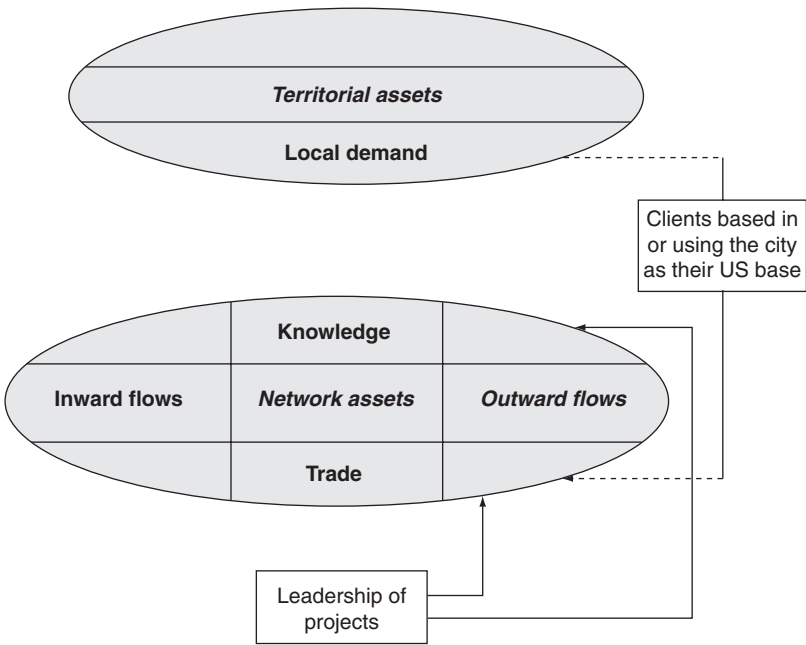 Territorial assets
Local demand
Clients based in
or using the city
as their US base
Knowledge
Inward flows
Network assets
Outward flows
Trade
Leadership of
projects